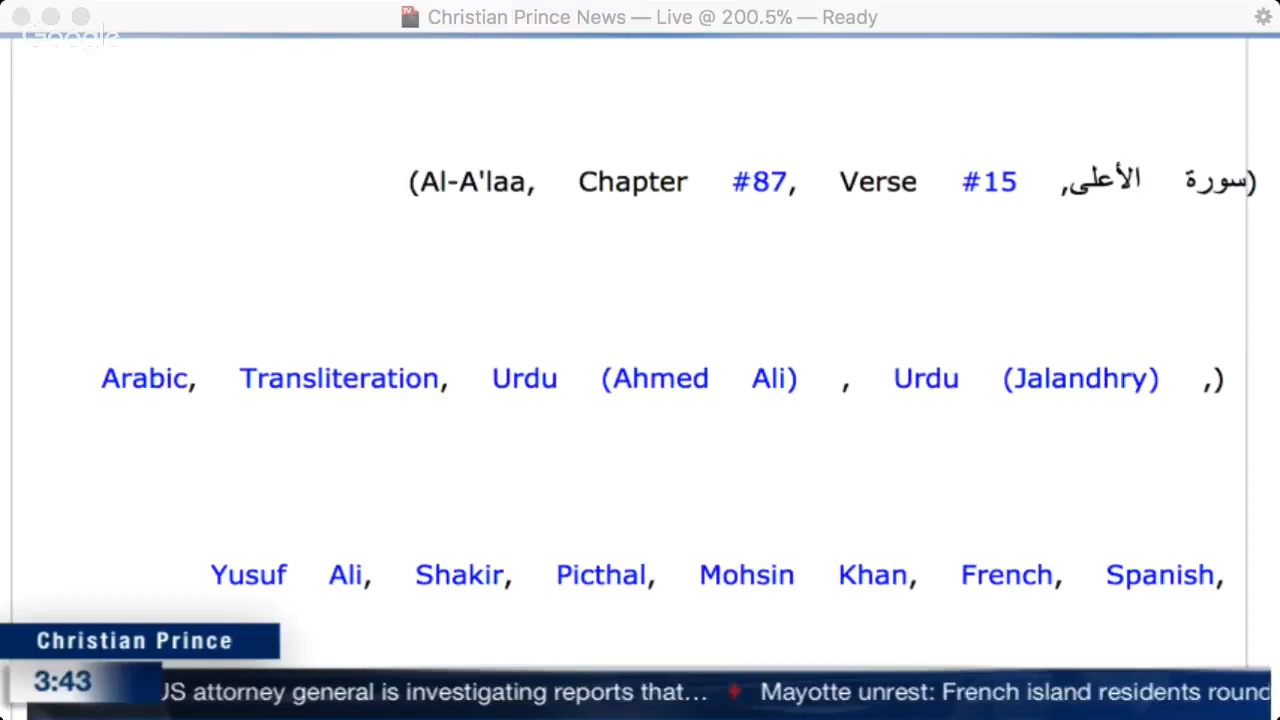 Christian Prince News — Live @ 200.5% — Ready
Google
(Al-A'laa, Chapter #87, Verse #15 ,سورة الأعلى)
Arabic, Transliteration, Urdu (Ahmed Ali) , Urdu (Jalandhry) ,)
Yusuf Ali, Shakir, Picthal, Mohsin Khan, French, Spanish,
Christian Prince
3:43
US attorney general is investigating reports that... ♦ Mayotte unrest: French island residents round